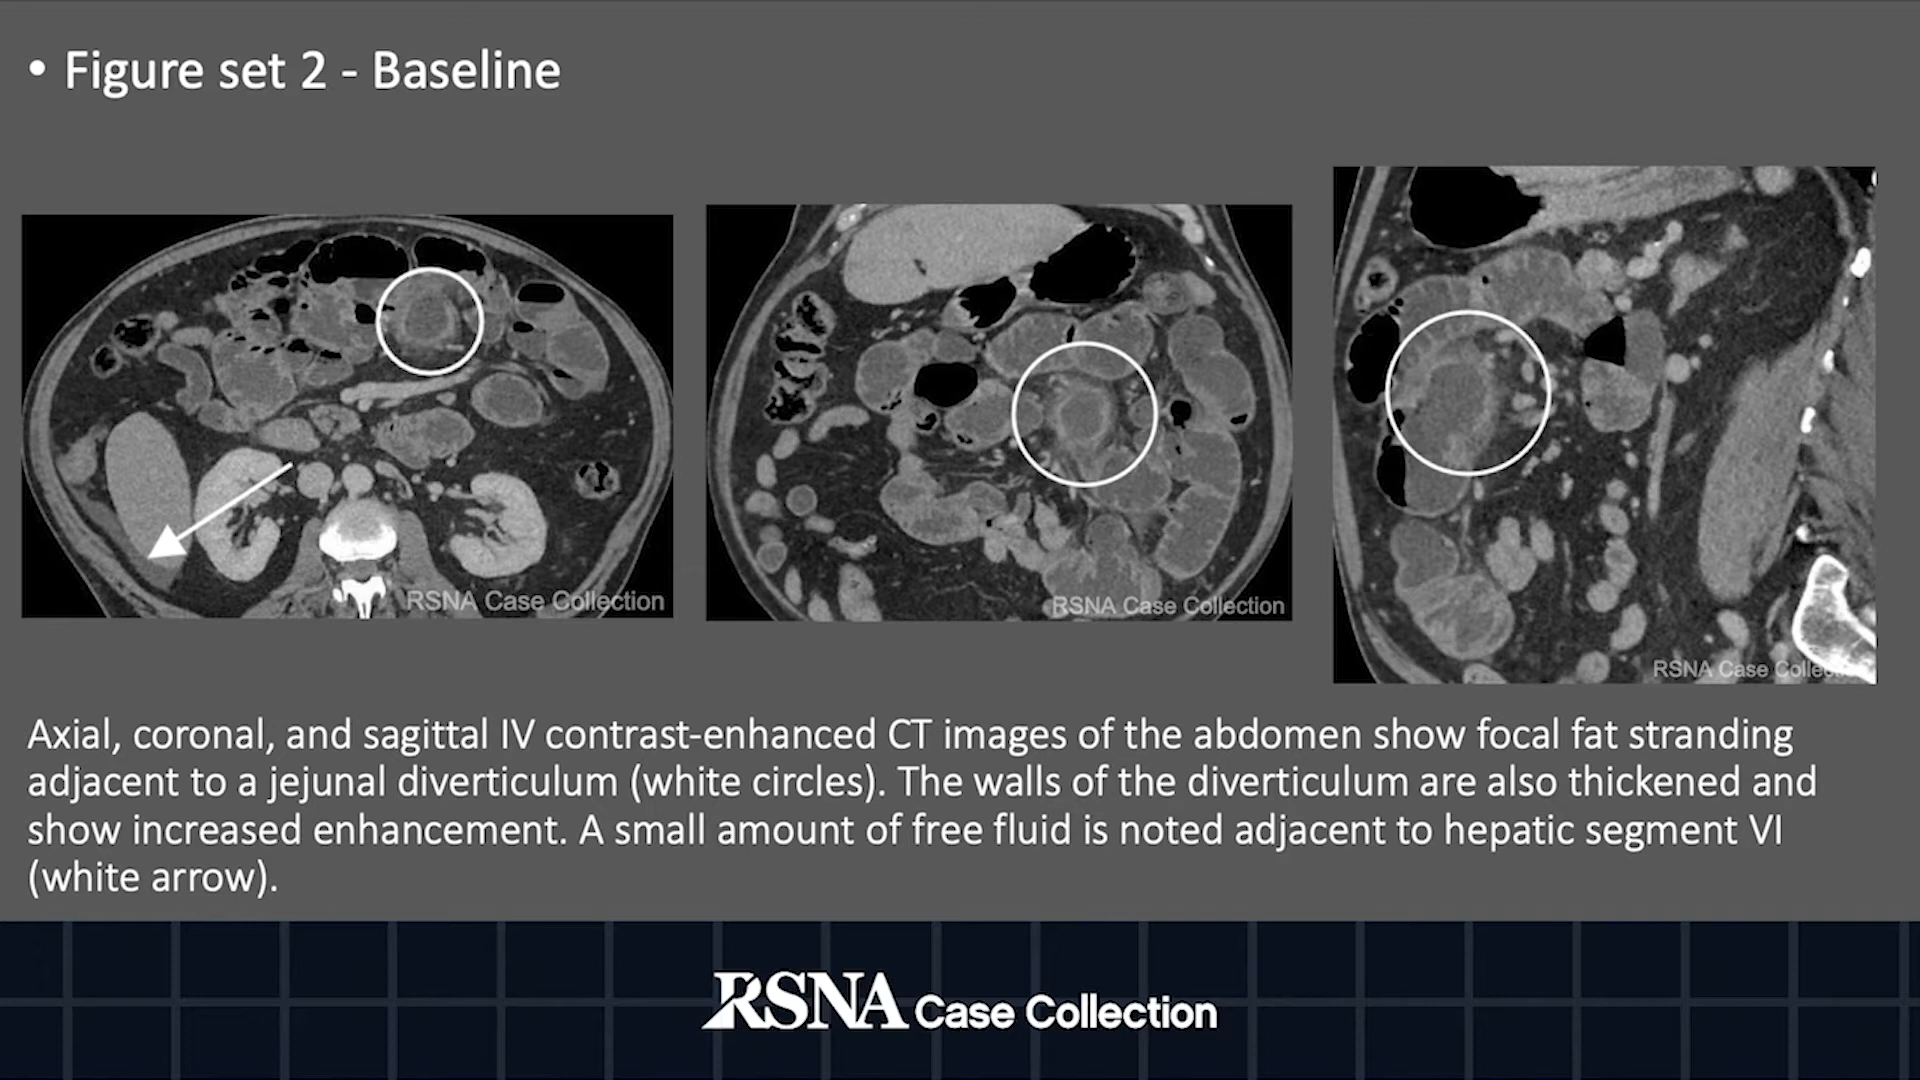 • Figure set 2 - Baseline
RSNA Case Collection
RSNA Case Collection
RSNA Case Collection
Axial, coronal, and sagittal IV contrast-enhanced CT images of the abdomen show focal fat stranding
adjacent to a jejunal diverticulum (white circles). The walls of the diverticulum are also thickened and
show increased enhancement. A small amount of free fluid is noted adjacent to hepatic segment VI
(white arrow).
RSNA Case Collection